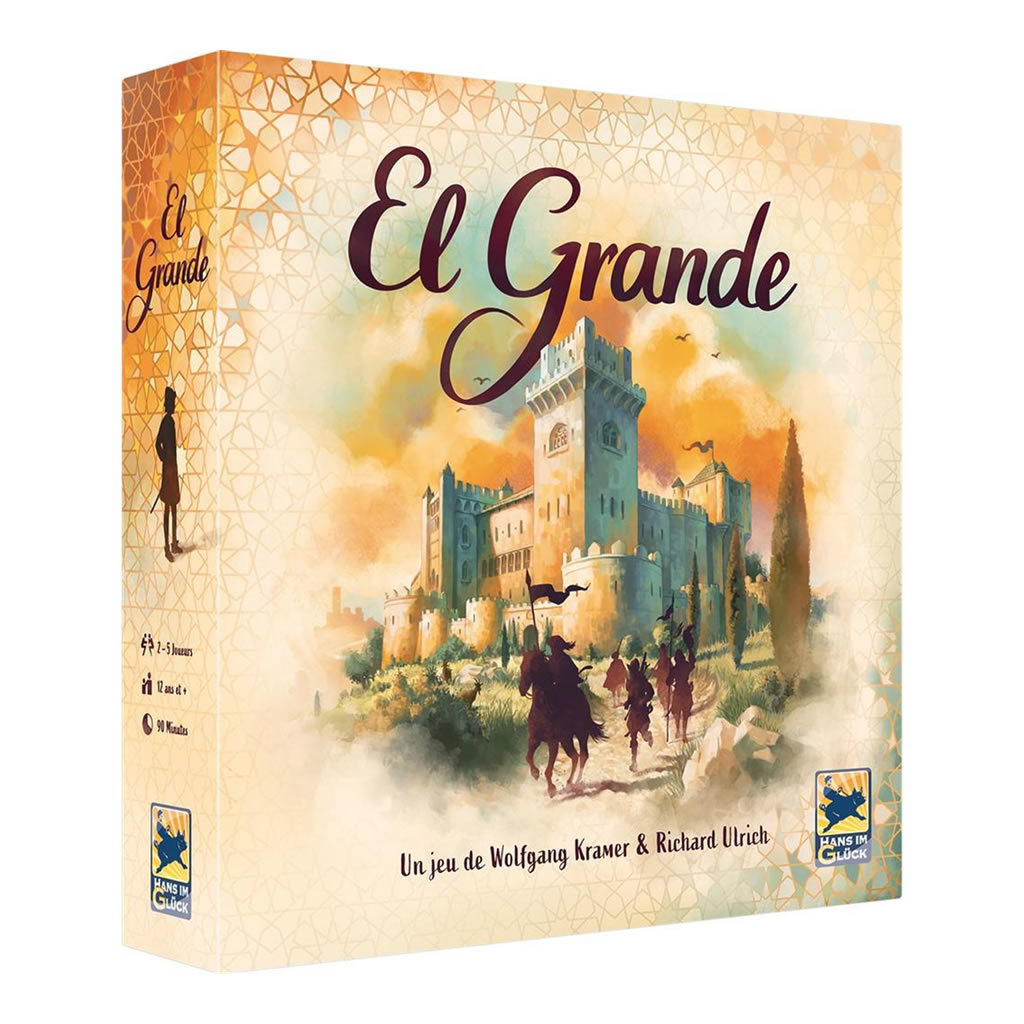 El Grande
Un jeu de Wolfgang Kramer & Richard Ulrich
HANS IM
GLÜCK
El
Grande
2 - 5 Joueurs
12 ans et +
90 Minutes
HANS IM
GLÜCK